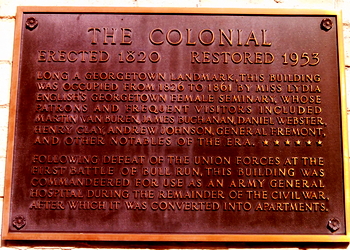 THE COLONIAL
ERECTED 1820 RESTORED 1953
LONG A GEORGETOWN LANDMARK, THIS BUILDING
WAS OCCUPIED FROM 1826 TO 1861 BY MISS LYDIA
ENGLISH'S GEORGETOWN FEMALE SEMINARY, WHOSE
PATRONS AND FREQUENT VISITORS INCLUDED
MARTIN VAN BUREN, JAMES BUCHANAN, DANIEL WEBSTER,
HENRY CLAY, ANDREW JOHNSON, GENERAL FREMONT,
AND OTHER NOTABLES OF THE ERA. ★ ★ ★ ★ ★ ★
FOLLOWING DEFEAT OF THE UNION FORCES AT THE
FIRST BATTLE OF BULL RUN, THIS BUILDING WAS
COMMANDEERED FOR USE AS AN ARMY GENERAL
HOSPITAL DURING THE REMAINDER OF THE CIVIL WAR,
AFTER WHICH IT WAS CONVERTED INTO APARTMENTS.